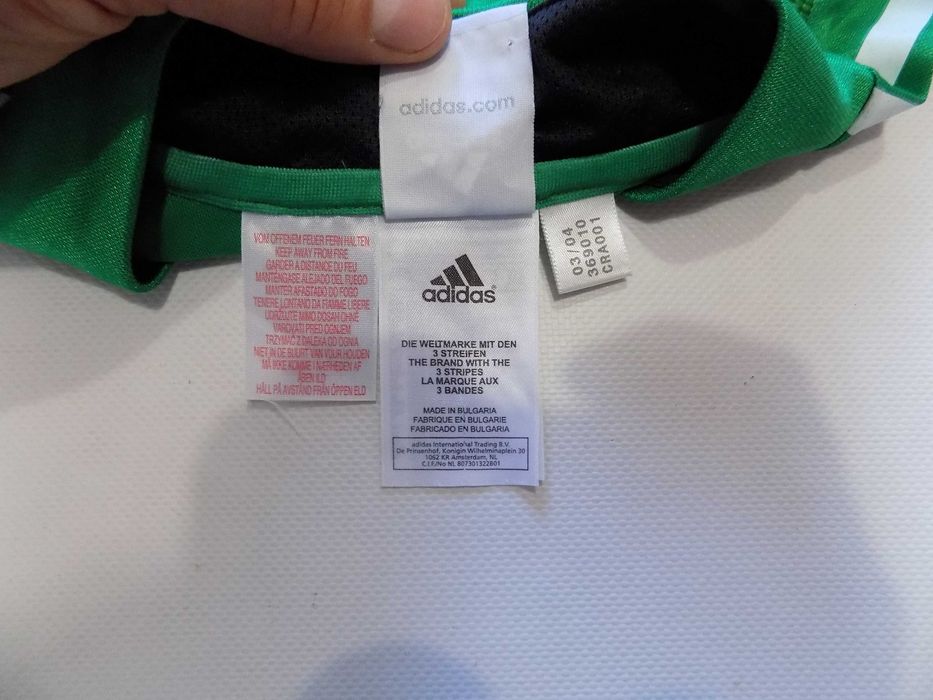 adidas.com
VOM OFFENEM FEUER FERN HALTEN
KEEP AWAY FROM FIRE
GARDER A DISTANCE DU FEU
MANTÉNGASE ALEJADO DEL FUEGO
MANTER AFASTADO DO FOGO
TENERE LONTANO DA FIAMME LIBERE
UDRŽUJTE MIMO DOSAH OHNĚ
VAROVATI PRED OGNJEM
TRZYMAĆ Z DALEKA OD OGNIA
NIET IN DE BUURT VAN VUUR HOUDEN
MÅ IKKE KOMME I NÆRHEDEN AF
ÅBEN ILD
HÅLL PÅ AVSTÅND FRÅN ÖPPEN ELD
adidas®
DIE WELTMARKE MIT DEN
3 STREIFEN
THE BRAND WITH THE
3 STRIPES
LA MARQUE AUX
3 BANDES
MADE IN BULGARIA
FABRIQUE EN BULGARIE
FABRICADO EN BULGARIA
adidas International Trading B.V.
De Prinsenhof, Konigin Wilhelminaplein 30
1062 KR Amsterdam, NL
C.I.F/No NL 807301322B01
03/04
369010
CRA001